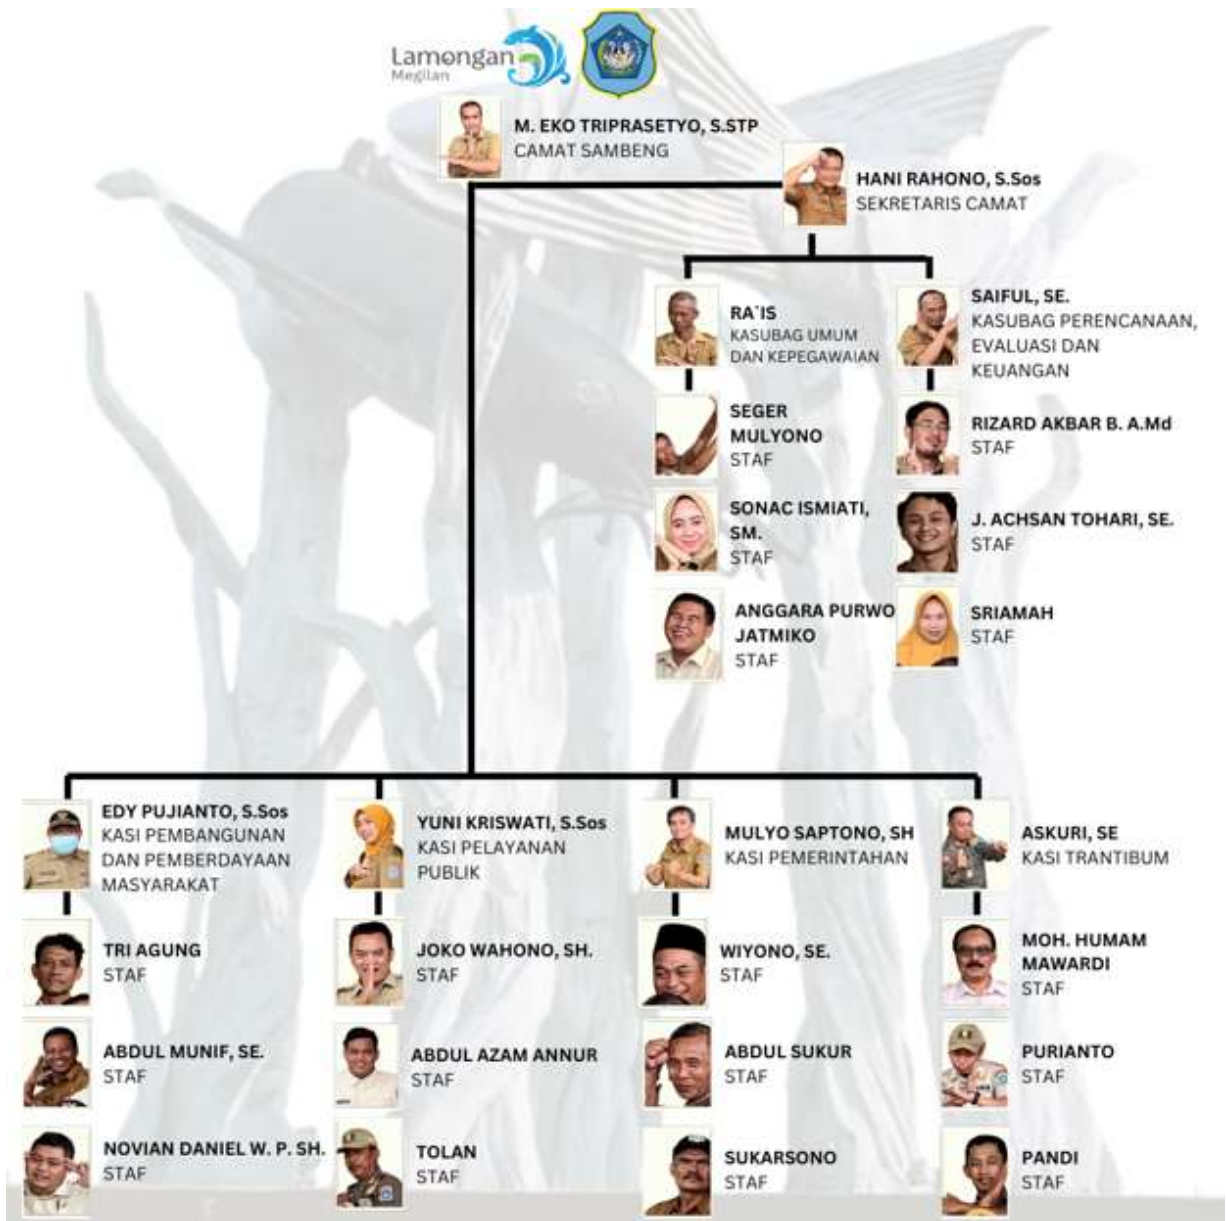 Lamongan
Megilan
M. EKO TRIPRASETYO, S.STP
CAMAT SAMBENG
HANI RAHONO, S.Sos
SEKRETARIS CAMAT
RA`IS
KASUBAG UMUM
DAN KEPEGAWAIAN
SAIFUL, SE.
KASUBAG PERENCANAAN,
EVALUASI DAN
KEUANGAN
SEGER
MULYONO
STAF
RIZARD AKBAR B. A.Md
STAF
SONAC ISMIATI,
SM.
STAF
J. ACHSAN TOHARI, SE.
STAF
ANGGARA PURWO
JATMIKO
STAF
SRIAMAH
STAF
EDY PUJIANTO, S.Sos
KASI PEMBANGUNAN
DAN PEMBERDAYAAN
MASYARAKAT
YUNI KRISWATI, S.Sos
KASI PELAYANAN
PUBLIK
MULYO SAPTONO, SH
KASI PEMERINTAHAN
ASKURI, SE
KASI TRANTIBUM
TRI AGUNG
STAF
JOKO WAHONO, SH.
STAF
WIYONO, SE.
STAF
MOH. HUMAM
MAWARDI
STAF
ABDUL MUNIF, SE.
STAF
ABDUL AZAM ANNUR
STAF
ABDUL SUKUR
STAF
PURIANTO
STAF
NOVIAN DANIEL W. P. SH.
STAF
TOLAN
STAF
SUKARSONO
STAF
PANDI
STAF